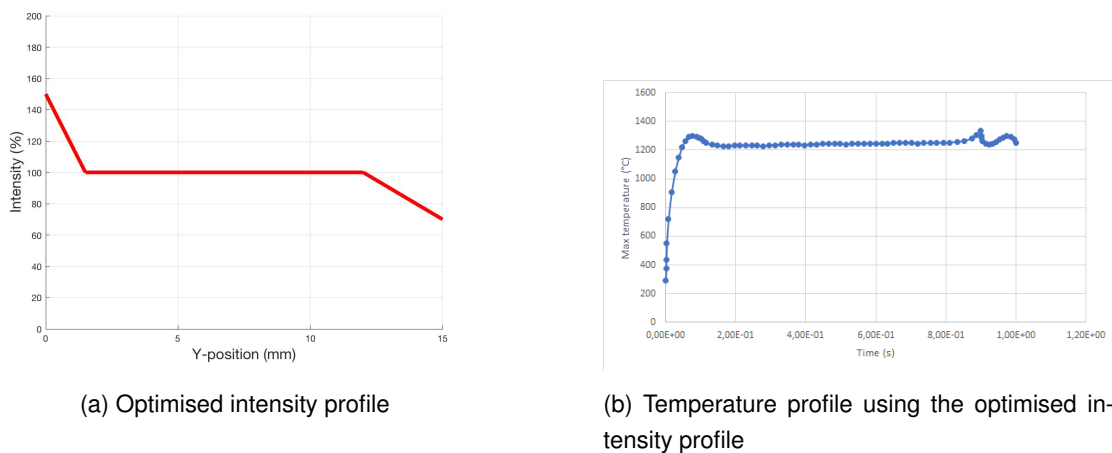 200
180
160
140
120
100
80
60
40
20
0
Intensity (%)
0 5 10 15
Y-position (mm)
(a) Optimised intensity profile
1600
1400
1200
1000
800
600
400
200
0
Max temperature (°C)
0,00E+00 2,00E-01 4,00E-01 6,00E-01 8,00E-01 1,00E+00 1,20E+00
Time (s)
(b) Temperature profile using the optimised in-
tensity profile